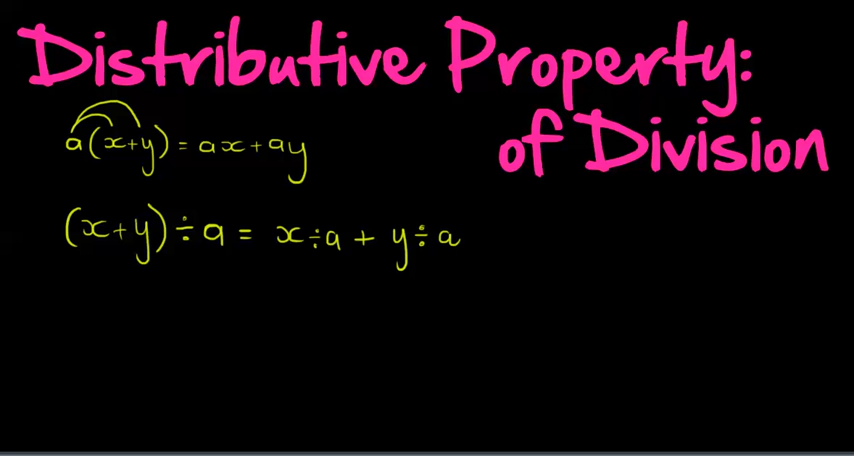 Distributive Property:
of Division
a(x+y) = ax + ay
(x+y) ÷ a = x ÷ a + y ÷ a